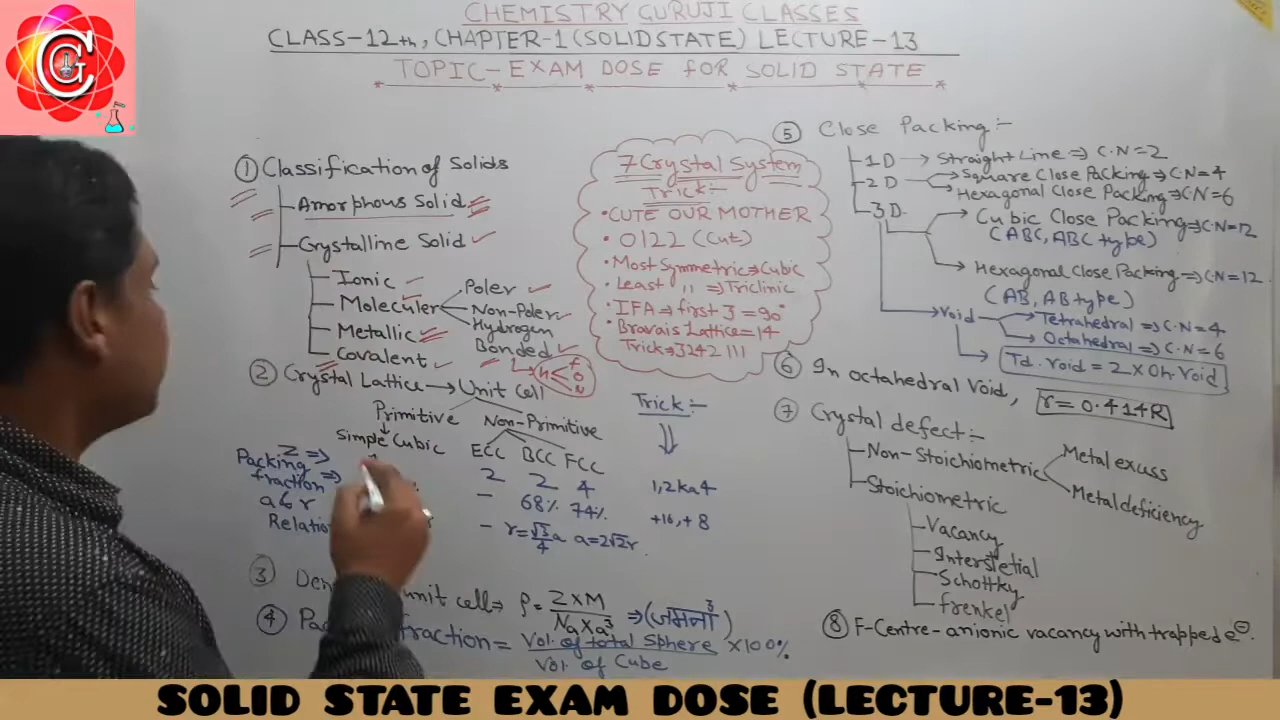 CHEMISTRY GURUJI CLASSES
CLASS-12th, CHAPTER-1 (SOLID STATE) LECTURE-13
TOPIC-EXAM DOSE FOR SOLID STATE
CG
① Classification of Solids
Amorphous Solid
Crystalline Solid
Ionic
Moleculer
Poler
Non-Poler
Hydrogen
Bonded
H F O N
Metallic
Covalent
② Crystal Lattice → Unit Cell
Primitive Non-Primitive
Simple Cubic ECC BCC FCC
Z ⇒ 2 2 4
Packing fraction ⇒ - 68% 74%
a & r
- r=√3/4 a a=2√2r
Trick:-
⇓
1,2 ka 4
+16,+8
③ unit cell → ρ = Z×M / Na×a³ ⇒ (जमना³)
④ fraction = Vol. of total Sphere / Vol. of Cube ×100%
7 Crystal System
Trick:-
• CUTE OUR MOTHER
• 0122 (Cut)
• Most Symmetric ⇒ Cubic
• Least " ⇒ Triclinic
• IFA ⇒ first 3 = 90°
• Bravais Lattice = 14
Trick ⇒ 3242 111
⑤ Close Packing:-
1D → Straight Line ⇒ C.N=2
2D → Square Close Packing ⇒ C.N=4
Hexagonal Close Packing ⇒ C.N=6
3D
Cubic Close Packing ⇒ C.N=12
(ABC, ABC type)
Hexagonal Close Packing ⇒ C.N=12
(AB, AB type)
Void → Tetrahedral ⇒ C.N=4
Octahedral ⇒ C.N=6
Td. Void = 2 × Oh. Void
⑥ In octahedral Void, r=0.414R
⑦ Crystal defect:-
Non-Stoichiometric
Metal exuss
Metal deficiency
Stoichiometric
Vacancy
Interstetial
Schottky
frenkel
⑧ F-Centre-anionic vacancy with trapped e⊖
SOLID STATE EXAM DOSE (LECTURE-13)